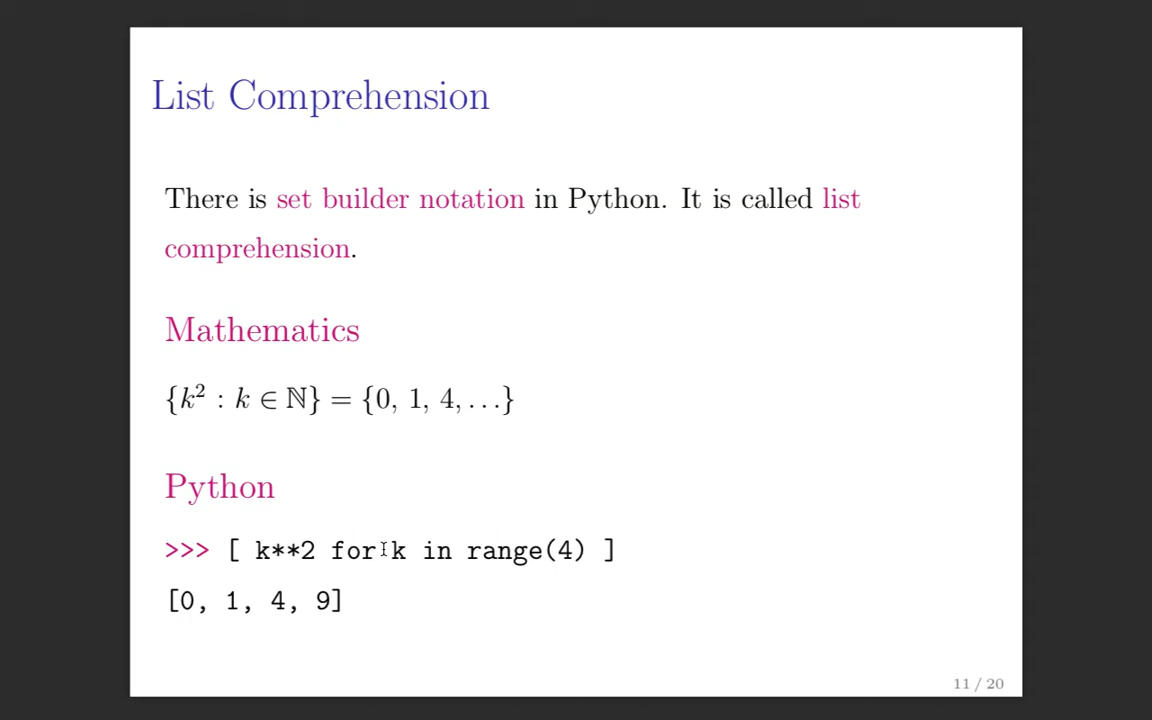 List Comprehension
There is set builder notation in Python. It is called list
comprehension.
Mathematics
{k² : k ∈ ℕ} = {0, 1, 4, . . .}
Python
>>> [ k**2 for k in range(4) ]
[0, 1, 4, 9]
11 / 20